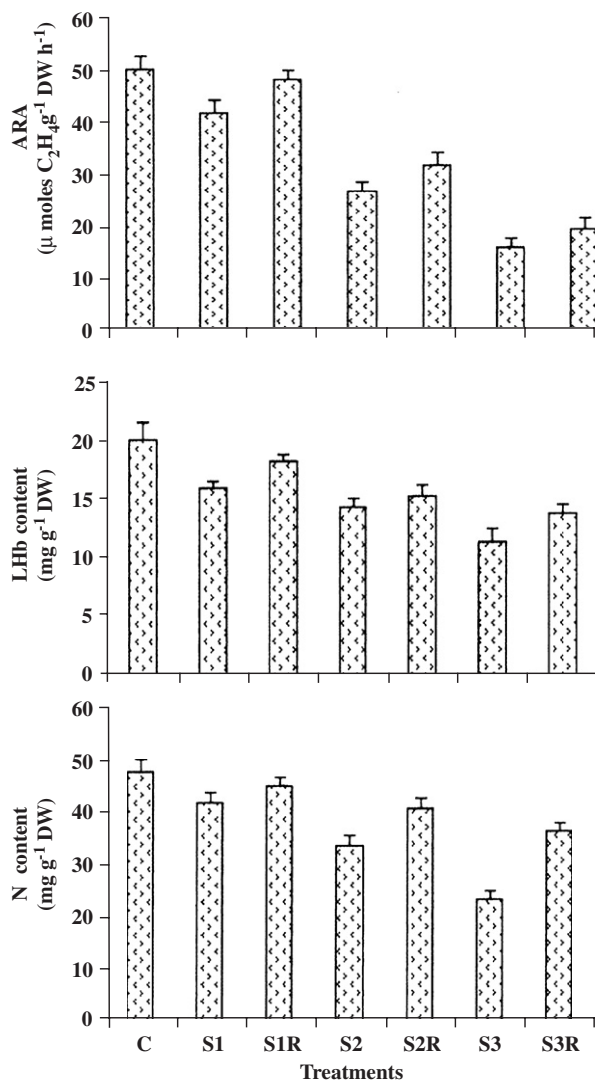 ARA
(µ moles C₂H₄g⁻¹ DW h⁻¹)
60
50
40
30
20
10
0
LHb content
(mg g⁻¹ DW)
25
20
15
10
5
0
N content
(mg g⁻¹ DW)
60
50
40
30
20
10
0
C S1 S1R S2 S2R S3 S3R
Treatments